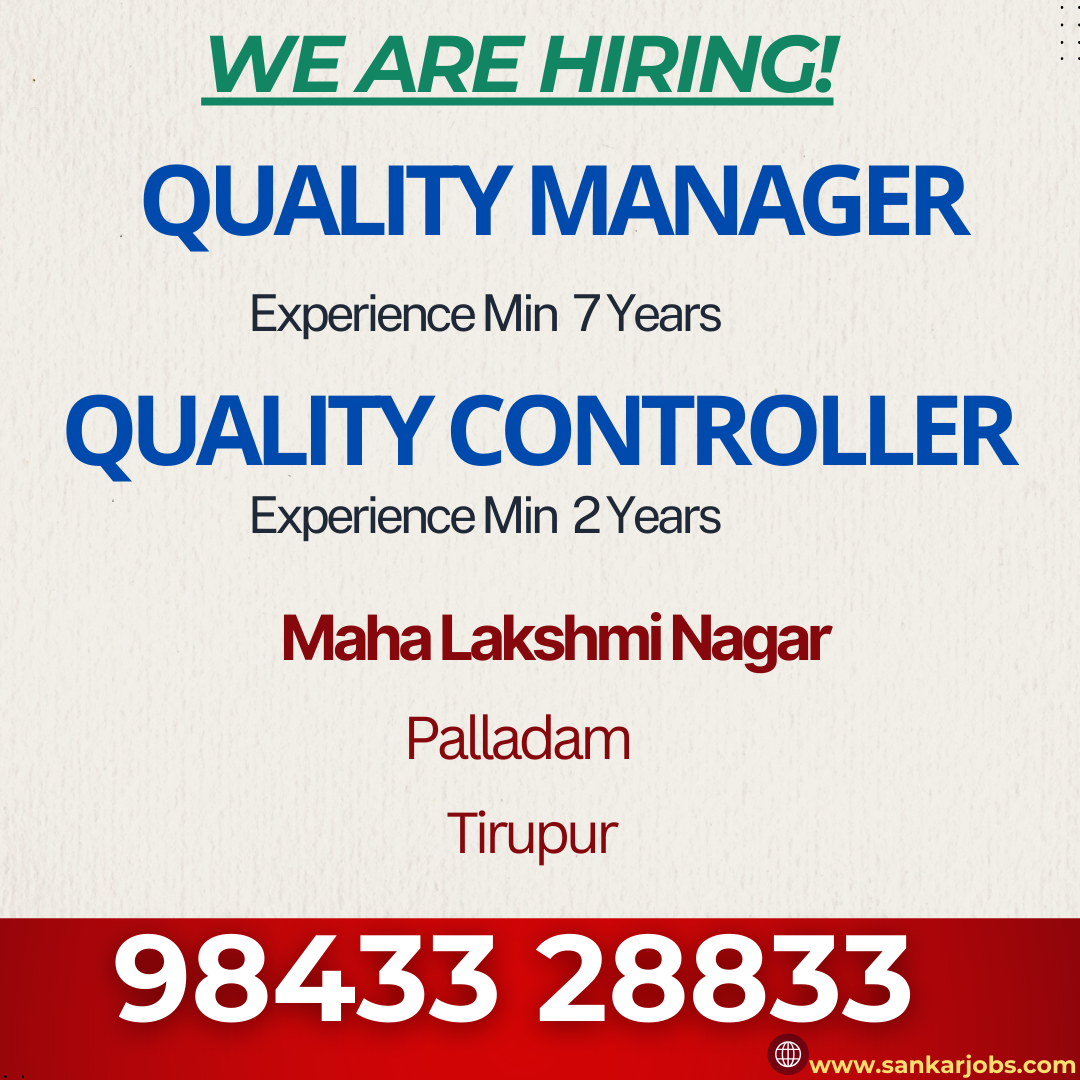 WE ARE HIRING!
QUALITY MANAGER
Experience Min 7 Years
QUALITY CONTROLLER
Experience Min 2 Years
Maha Lakshmi Nagar
Palladam
Tirupur
98433 28833
www.sankarjobs.com